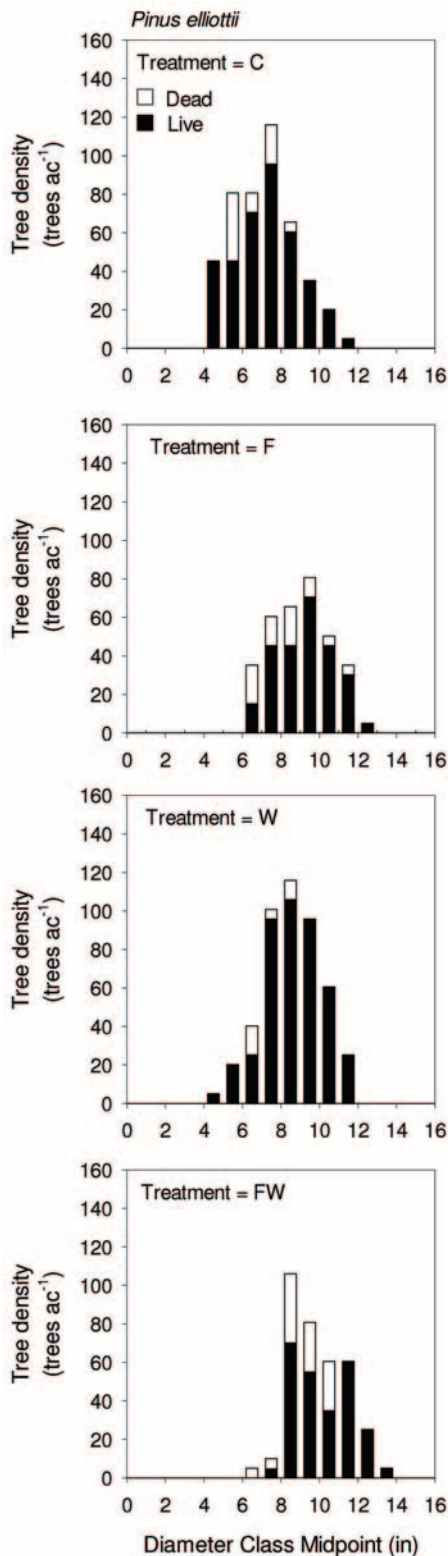 Pinus elliottii
160
Treatment = C
140
Dead
120
Live
100
80
60
40
20
0
Tree density
(trees ac⁻¹)
0 2 4 6 8 10 12 14 16
160
Treatment = F
140
120
100
80
60
40
20
0
Tree density
(trees ac⁻¹)
0 2 4 6 8 10 12 14 16
160
Treatment = W
140
120
100
80
60
40
20
0
Tree density
(trees ac⁻¹)
0 2 4 6 8 10 12 14 16
160
Treatment = FW
140
120
100
80
60
40
20
0
Tree density
(trees ac⁻¹)
0 2 4 6 8 10 12 14 16
Diameter Class Midpoint (in)